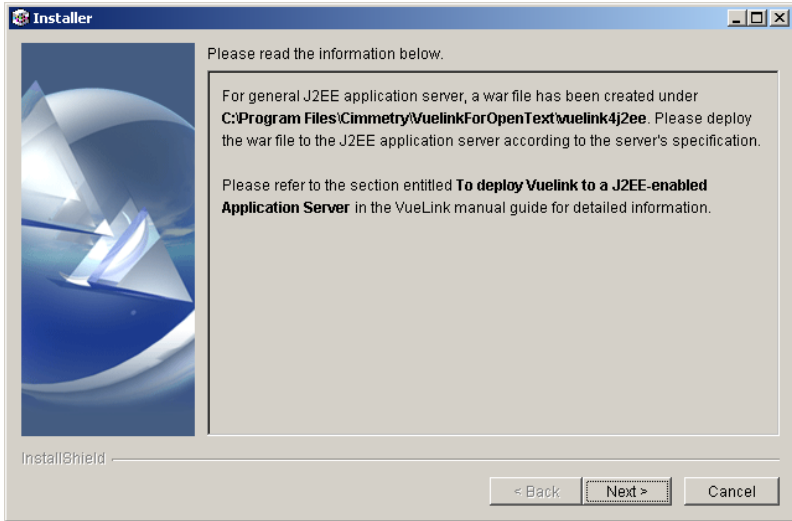 Installer
Please read the information below.
For general J2EE application server, a war file has been created under
C:\Program Files\Cimmetry\VuelinkForOpenText\vuelink4j2ee. Please deploy
the war file to the J2EE application server according to the server's specification.
Please refer to the section entitled To deploy Vuelink to a J2EE-enabled
Application Server in the VueLink manual guide for detailed information.
InstallShield
< Back
Next >
Cancel